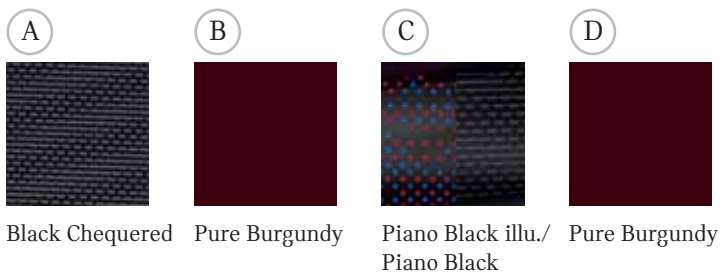 A
B
C
D
Black Chequered
Pure Burgundy
Piano Black illu./
Piano Black
Pure Burgundy